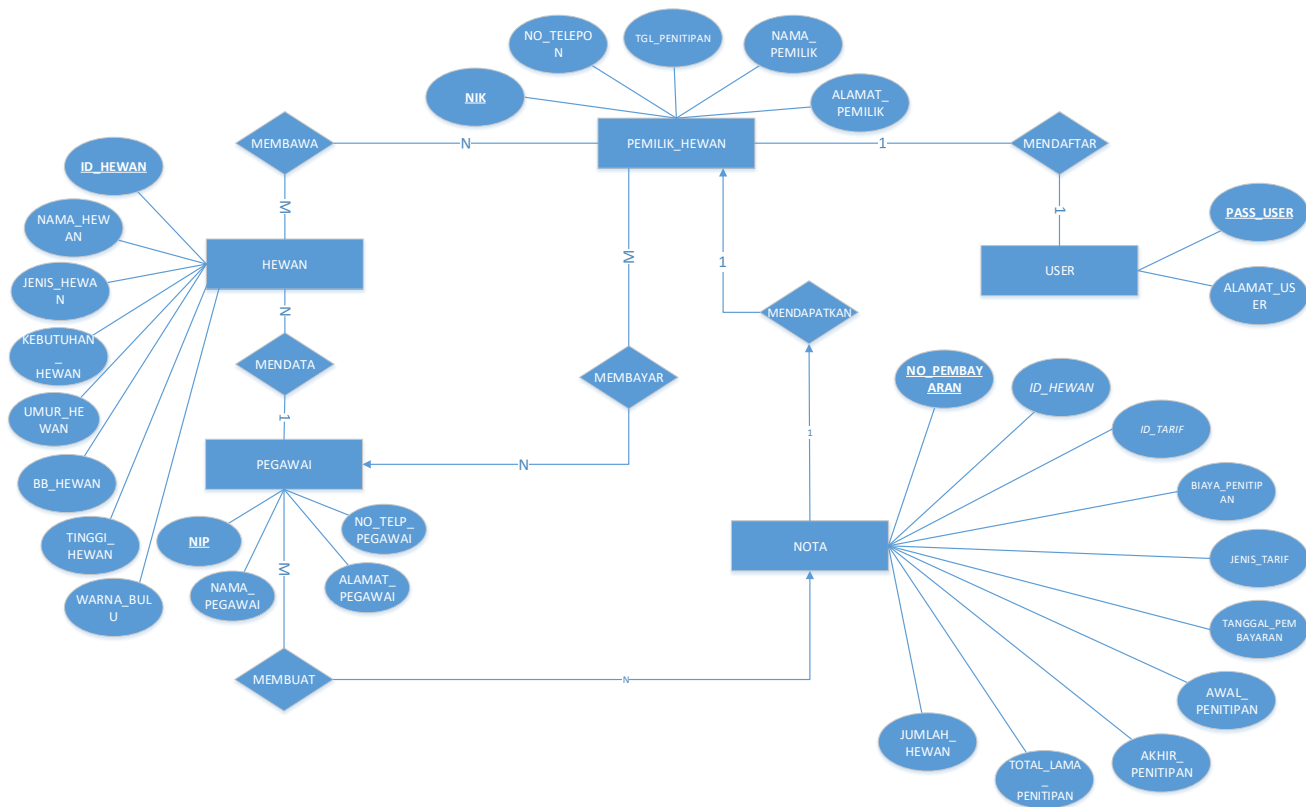 NO_TELEPO
N
TGL_PENITIPAN
NAMA_
PEMILIK
NIK
ALAMAT_
PEMILIK
MEMBAWA
N
PEMILIK_HEWAN
1
MENDAFTAR
ID_HEWAN
M
NAMA_HEW
AN
HEWAN
M
1
1
PASS_USER
USER
JENIS_HEWA
N
ALAMAT_US
ER
N
MENDAPATKAN
KEBUTUHAN
_
HEWAN
MENDATA
MEMBAYAR
NO_PEMBAY
ARAN
ID_HEWAN
UMUR_HE
WAN
1
1
ID_TARIF
PEGAWAI
N
BB_HEWAN
BIAYA_PENITIP
AN
NO_TELP_
PEGAWAI
TINGGI_
HEWAN
NIP
NOTA
JENIS_TARIF
M
NAMA_
PEGAWAI
ALAMAT_
PEGAWAI
WARNA_BUL
U
TANGGAL_PEM
BAYARAN
MEMBUAT
N
AWAL_
PENITIPAN
JUMLAH_
HEWAN
TOTAL_LAMA
_
PENITIPAN
AKHIR_
PENITIPAN